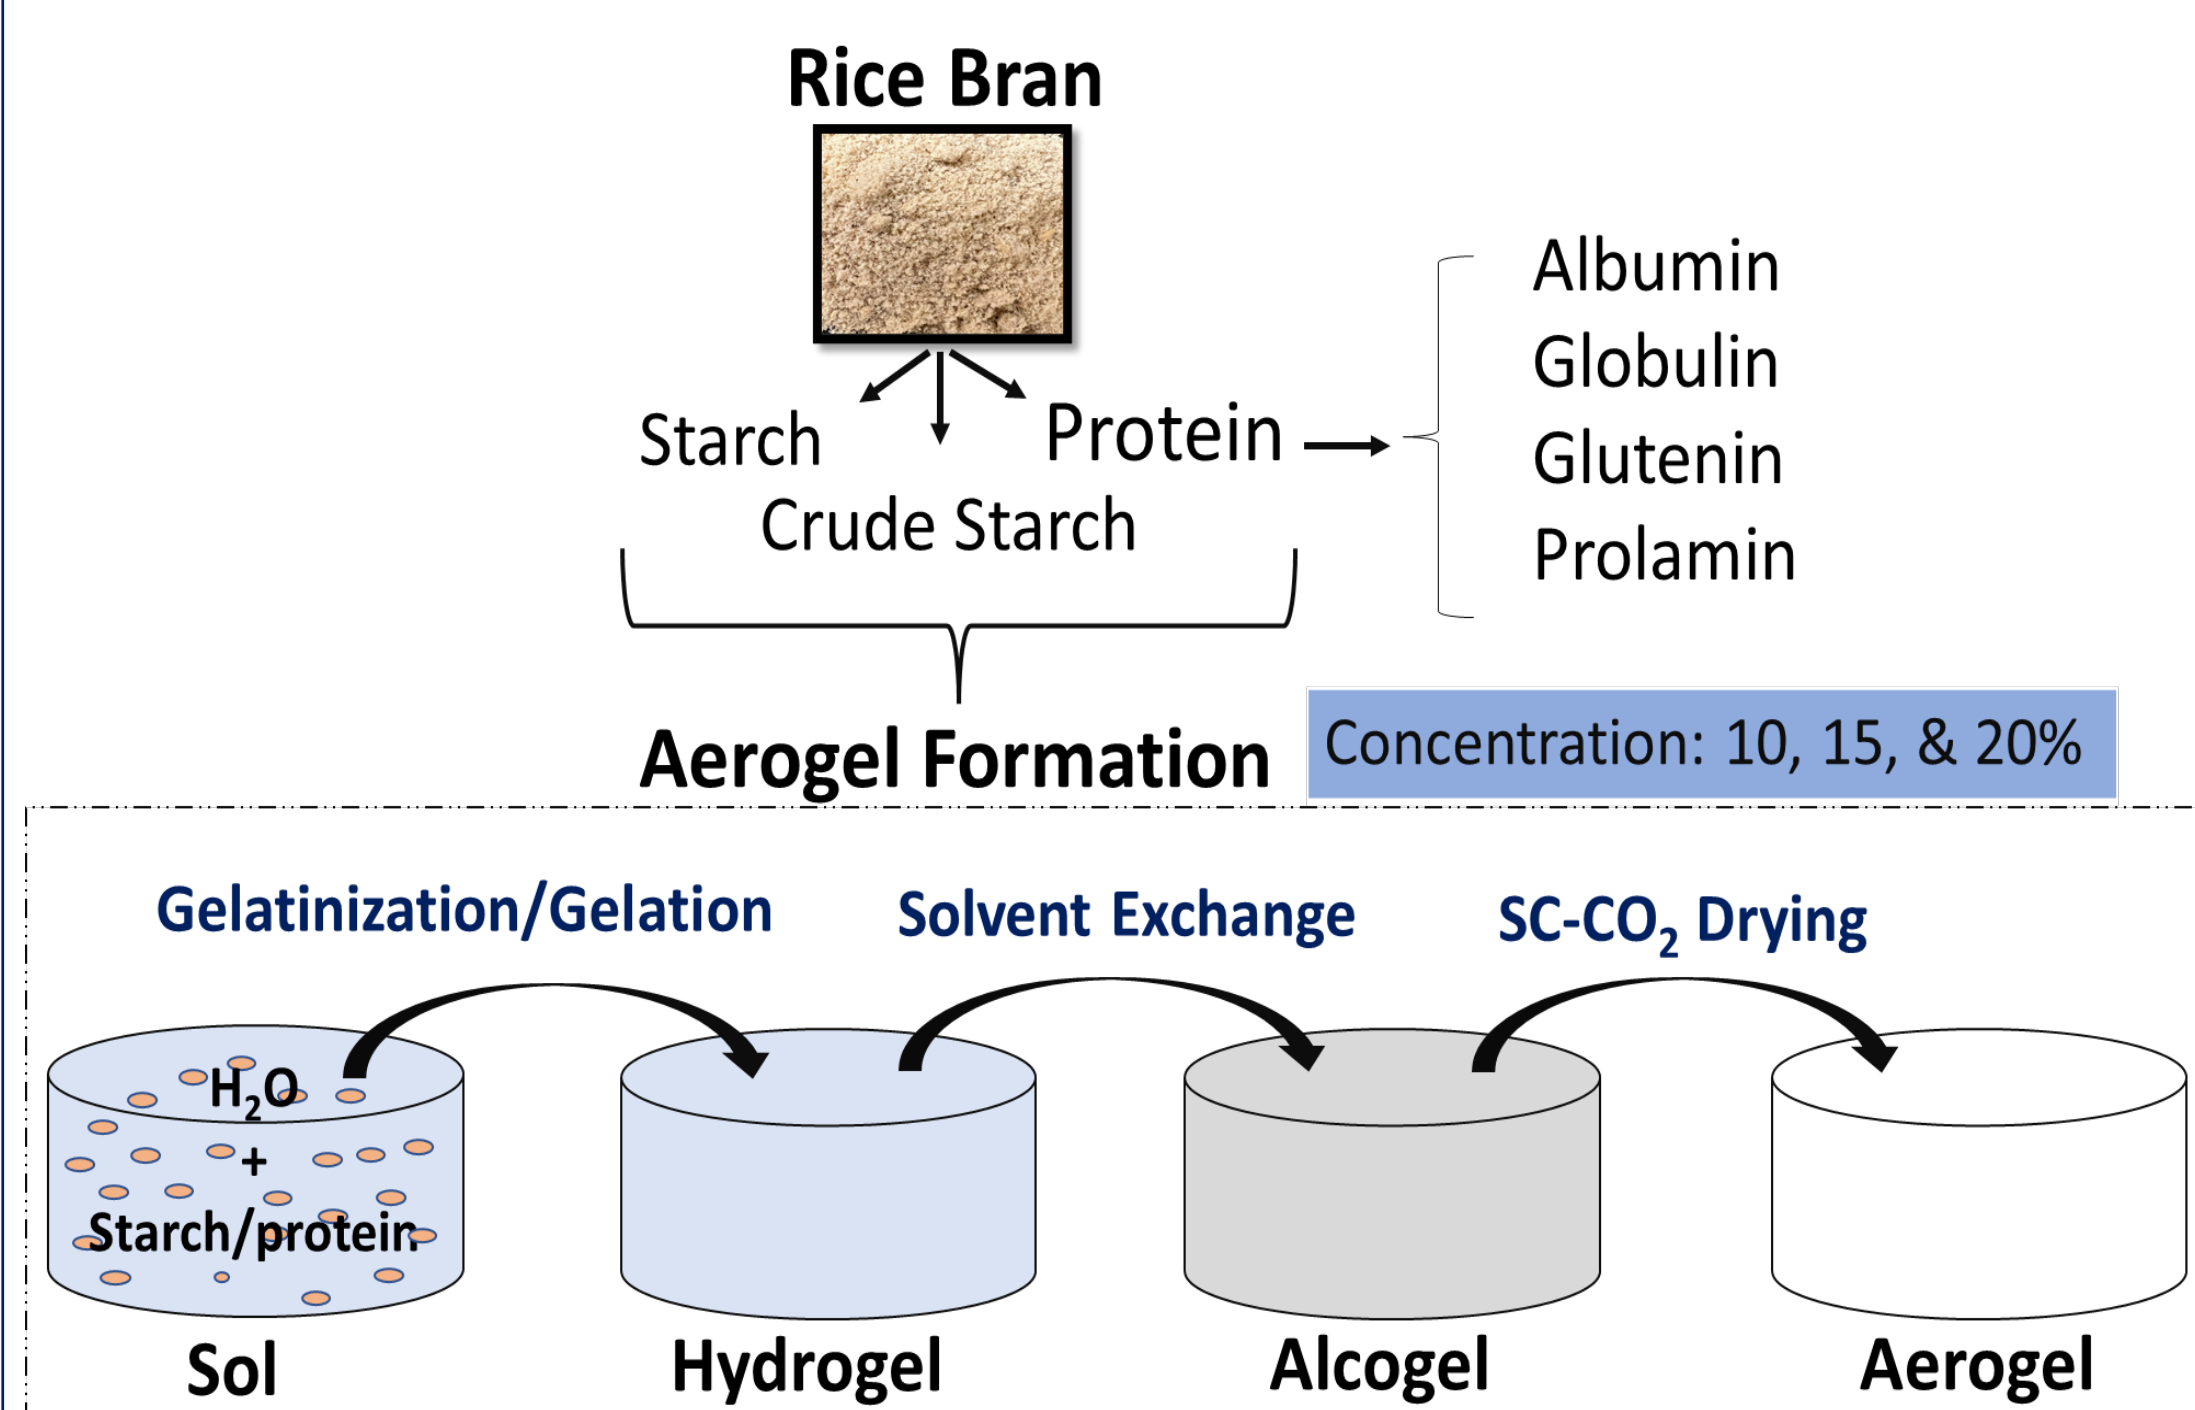 Rice Bran
Starch
Crude Starch
Protein
Albumin
Globulin
Glutenin
Prolamin
Aerogel Formation
Concentration: 10, 15, & 20%
Gelatinization/Gelation
Solvent Exchange
SC-CO₂ Drying
H₂O
+
Starch/protein
Sol
Hydrogel
Alcogel
Aerogel